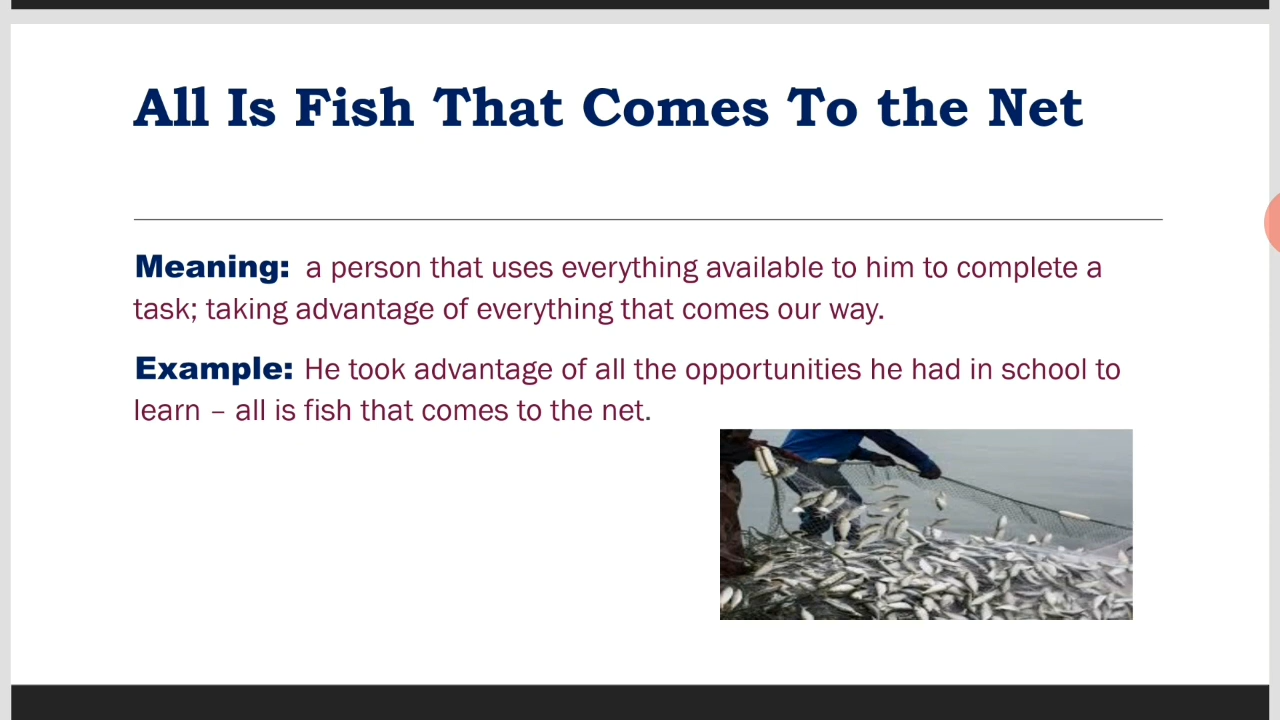 All Is Fish That Comes To the Net
Meaning: a person that uses everything available to him to complete a
task; taking advantage of everything that comes our way.
Example: He took advantage of all the opportunities he had in school to
learn – all is fish that comes to the net.